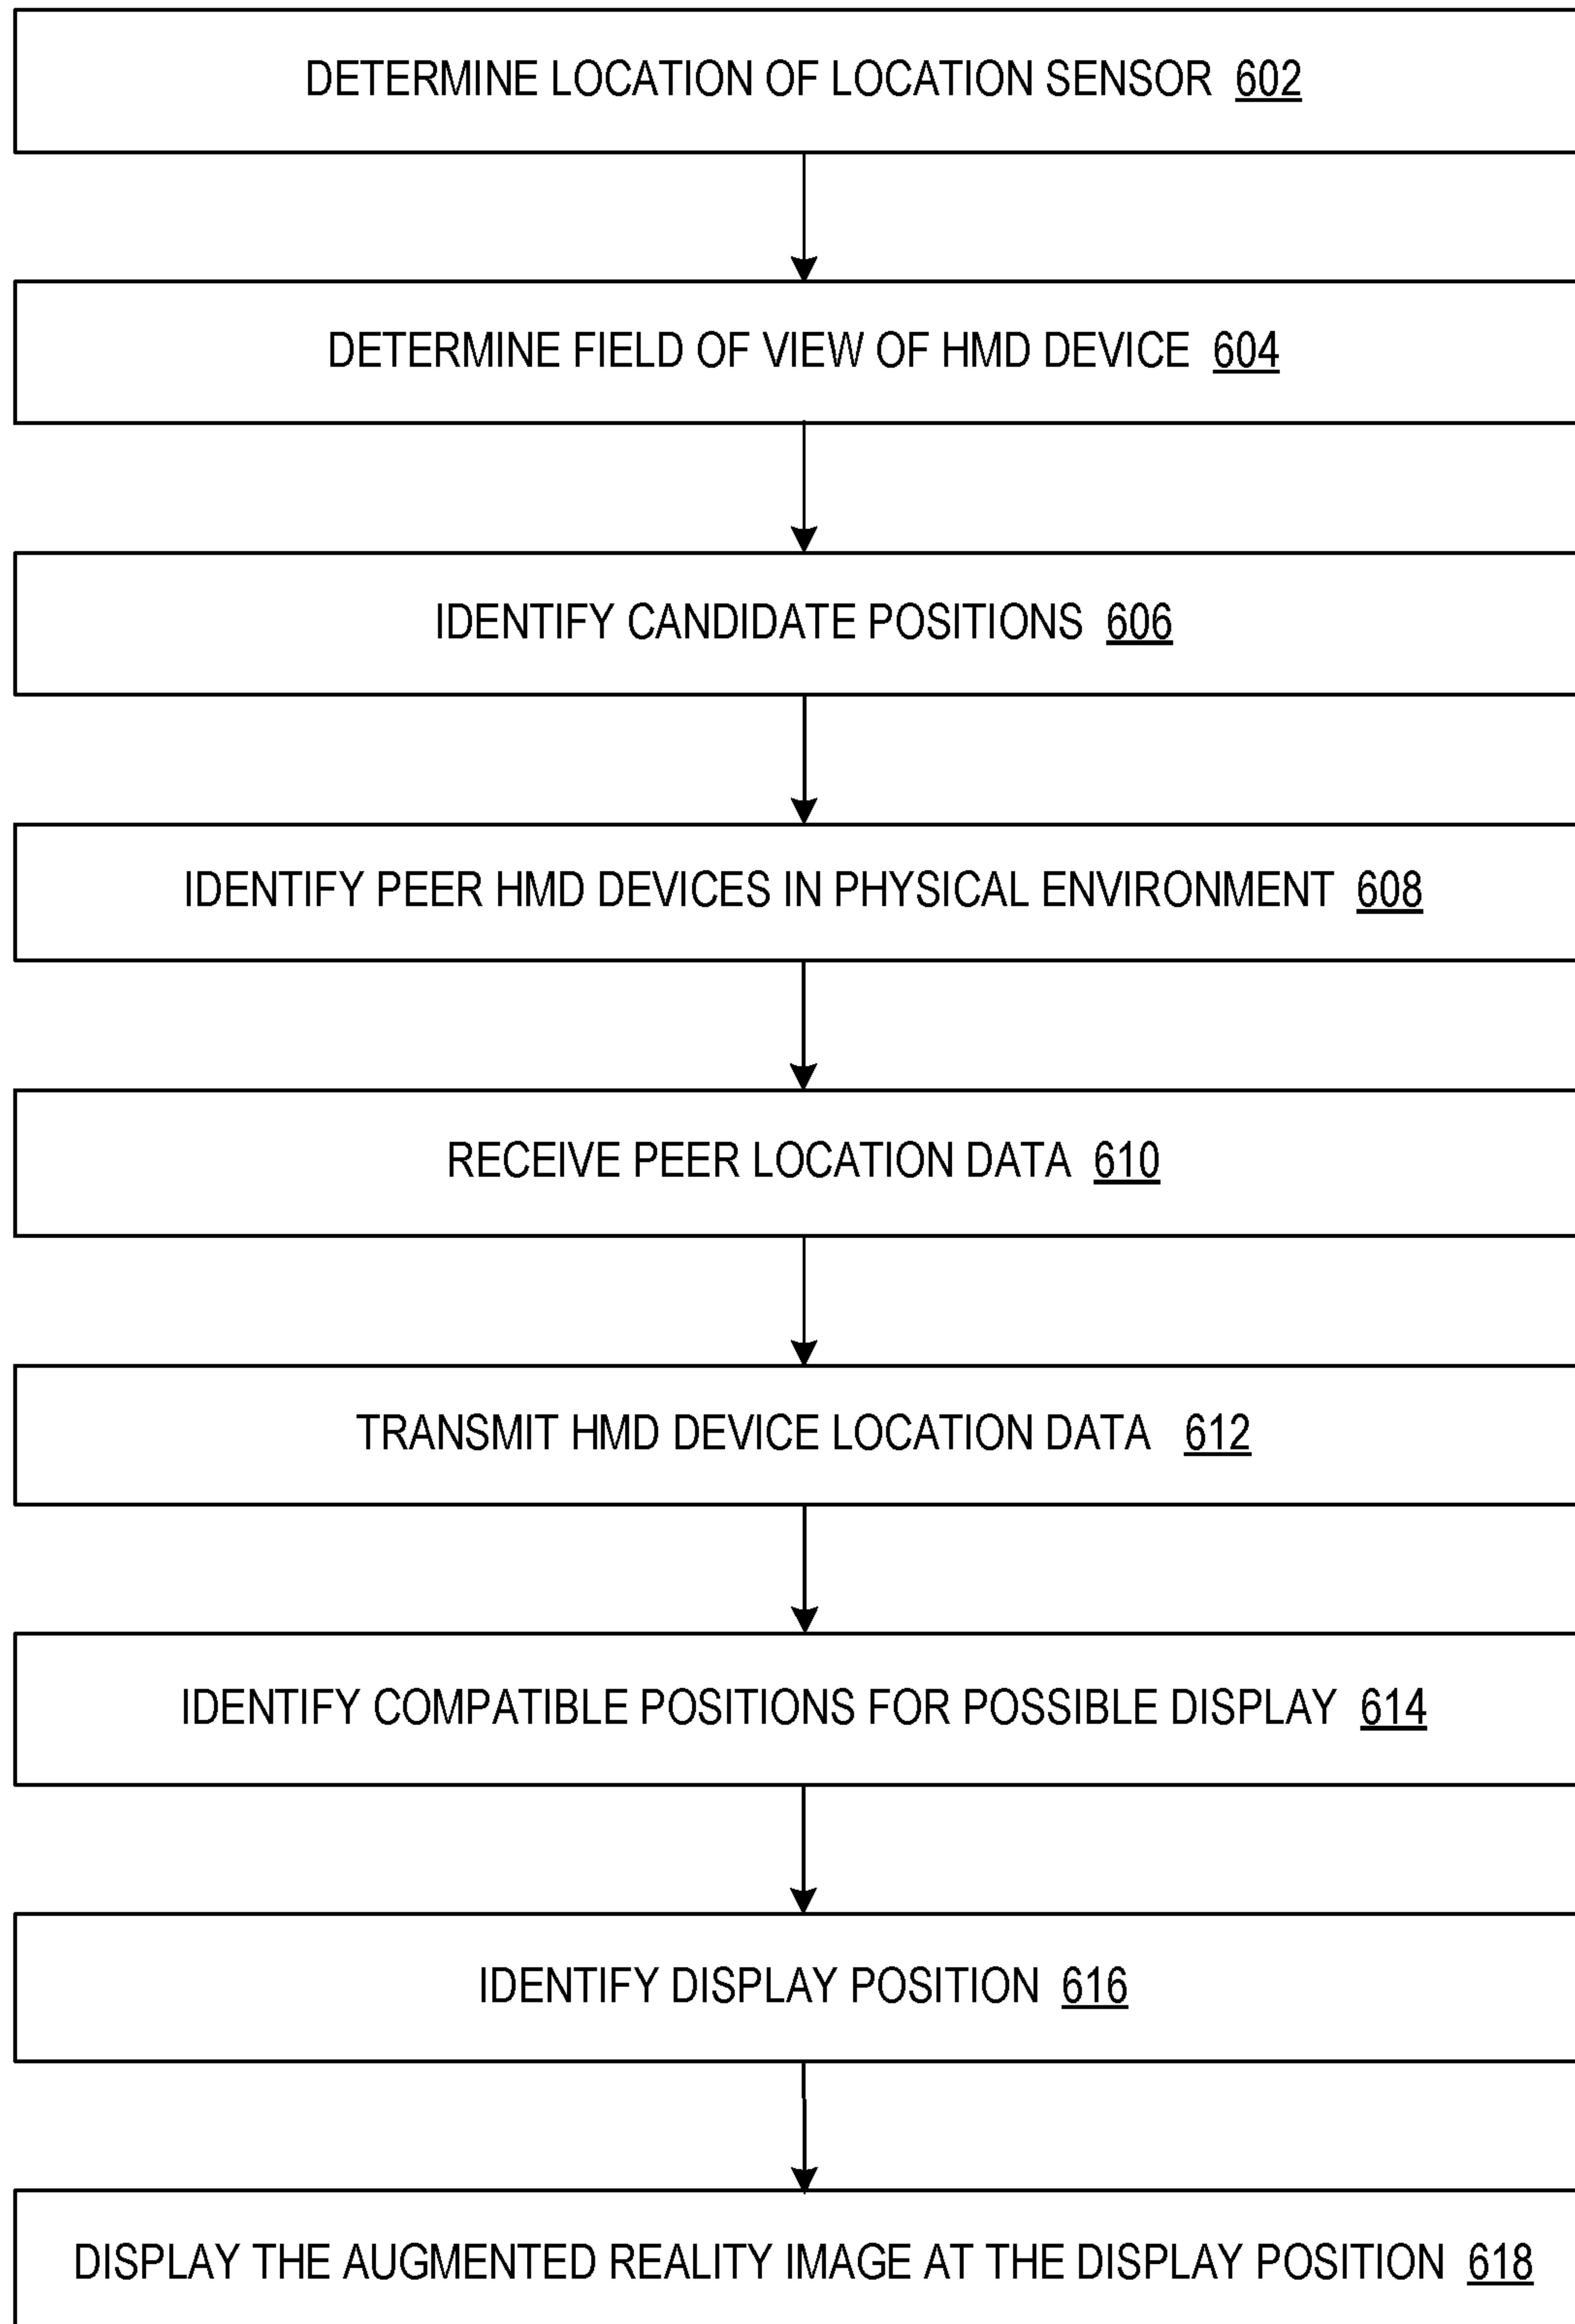 DETERMINE LOCATION OF LOCATION SENSOR 602
DETERMINE FIELD OF VIEW OF HMD DEVICE 604
IDENTIFY CANDIDATE POSITIONS 606
IDENTIFY PEER HMD DEVICES IN PHYSICAL ENVIRONMENT 608
RECEIVE PEER LOCATION DATA 610
TRANSMIT HMD DEVICE LOCATION DATA 612
IDENTIFY COMPATIBLE POSITIONS FOR POSSIBLE DISPLAY 614
IDENTIFY DISPLAY POSITION 616
DISPLAY THE AUGMENTED REALITY IMAGE AT THE DISPLAY POSITION 618